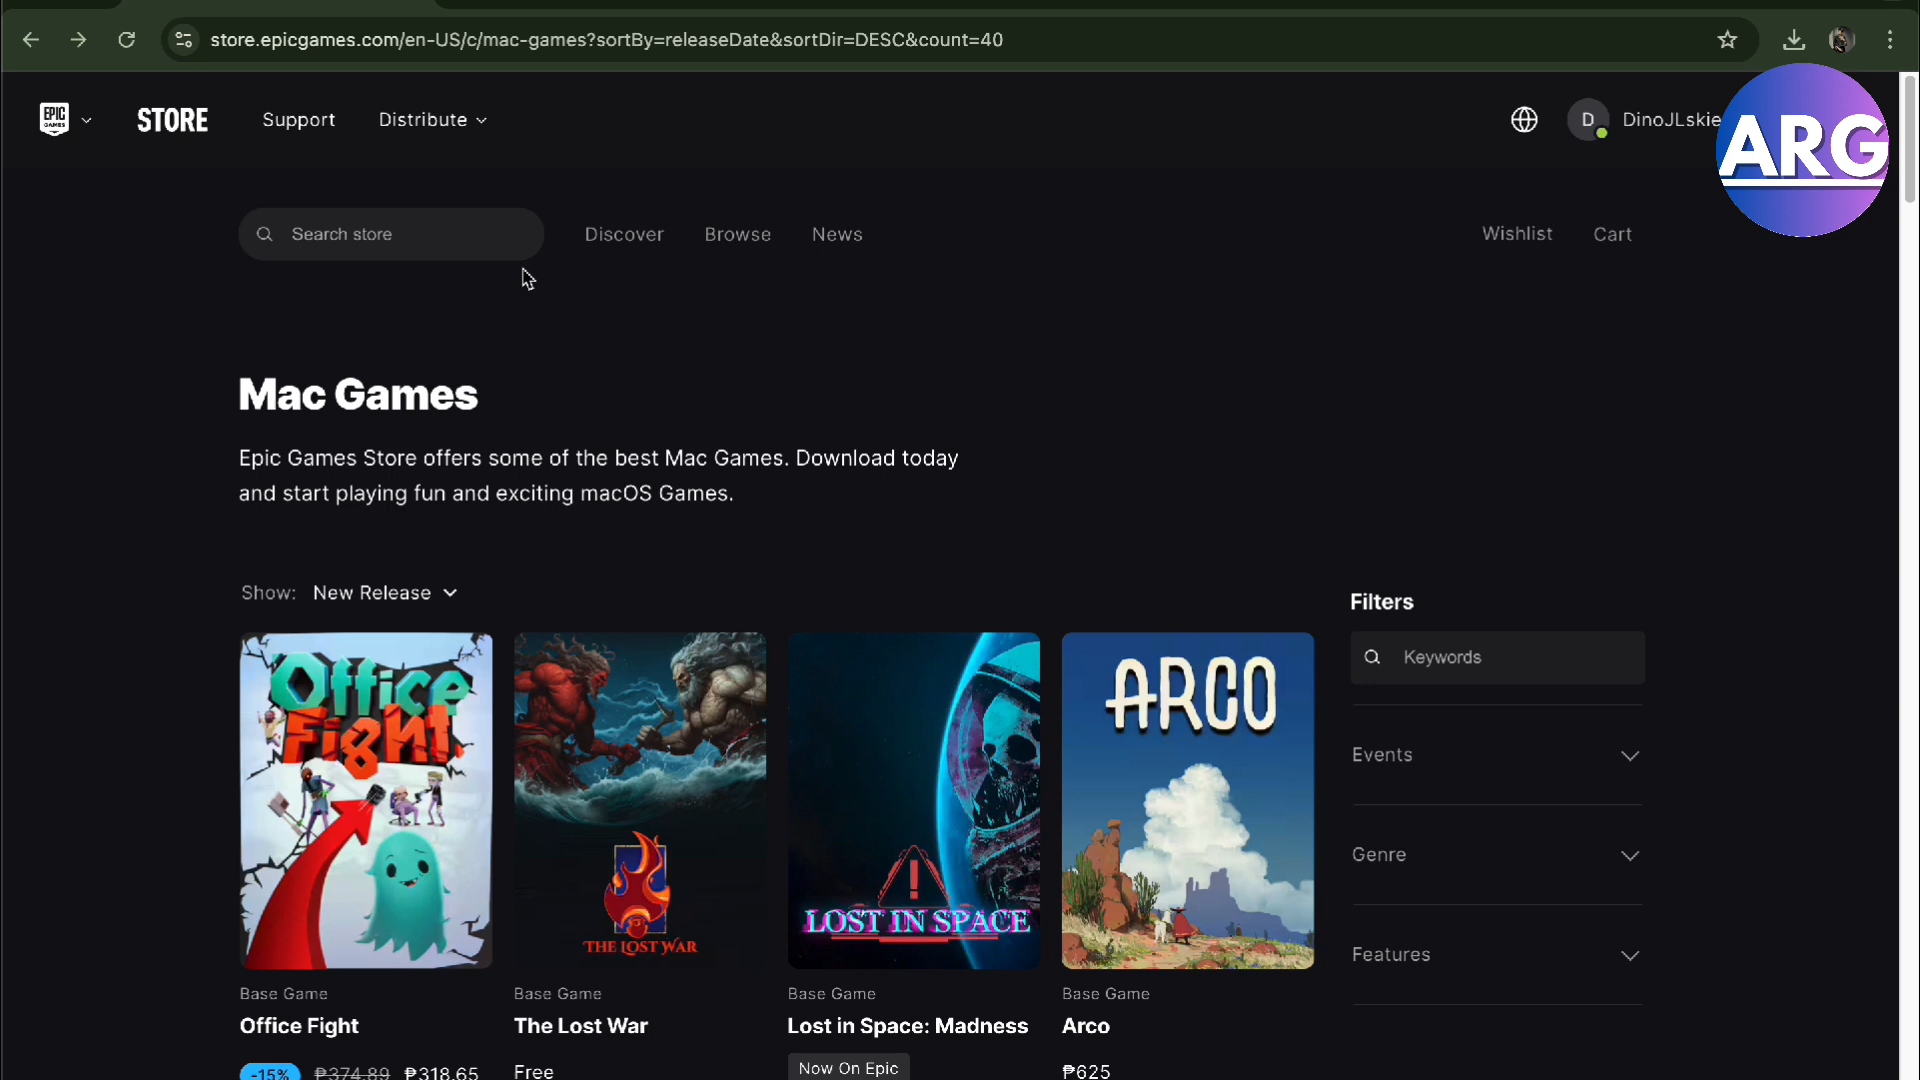 store.epicgames.com/en-US/c/mac-games?sortBy=releaseDate&sortDir=DESC&count=40
EPIC GAMES
STORE
Support
Distribute
D
DinoJLskie
ARG
Search store
Discover
Browse
News
Wishlist
Cart
Mac Games
Epic Games Store offers some of the best Mac Games. Download today
and start playing fun and exciting macOS Games.
Show: New Release
Filters
Keywords
Events
Genre
Features
Office
Fight
THE LOST WAR
LOST IN SPACE
ARCO
Base Game
Base Game
Base Game
Base Game
Office Fight
The Lost War
Lost in Space: Madness
Arco
-15% ₱374.89 ₱318.65
Free
Now On Epic
₱625